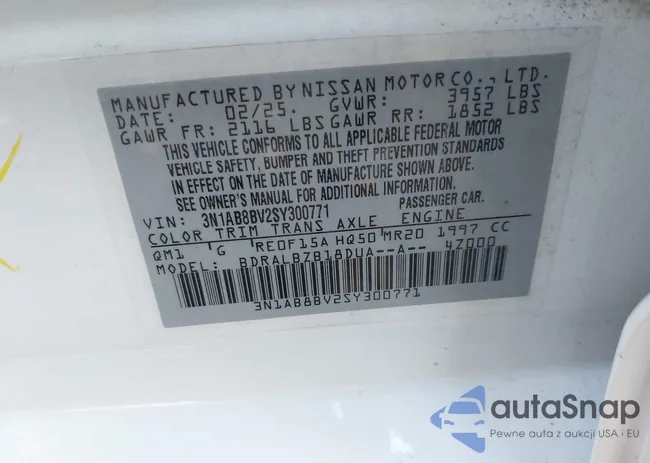 MANUFACTURED BY NISSAN MOTOR CO., LTD.
DATE: 02/25. GVWR: 3957 LBS
GAWR FR: 2116 LBS GAWR RR: 1852 LBS
THIS VEHICLE CONFORMS TO ALL APPLICABLE FEDERAL MOTOR
VEHICLE SAFETY, BUMPER AND THEFT PREVENTION STANDARDS
IN EFFECT ON THE DATE OF MANUFACTURE SHOWN ABOVE.
SEE OWNER'S MANUAL FOR ADDITIONAL INFORMATION.
VIN: 3N1AB8BV2SY300771 PASSENGER CAR.
COLOR TRIM TRANS AXLE ENGINE
QM1 G RE0F15A HQ50 MR20 1997 CC
MODEL: BDRALBZB18DUA--A-- 4Z000
3N1AB8BV2SY300771
autaSnap
Pewne auta z aukcji USA i EU